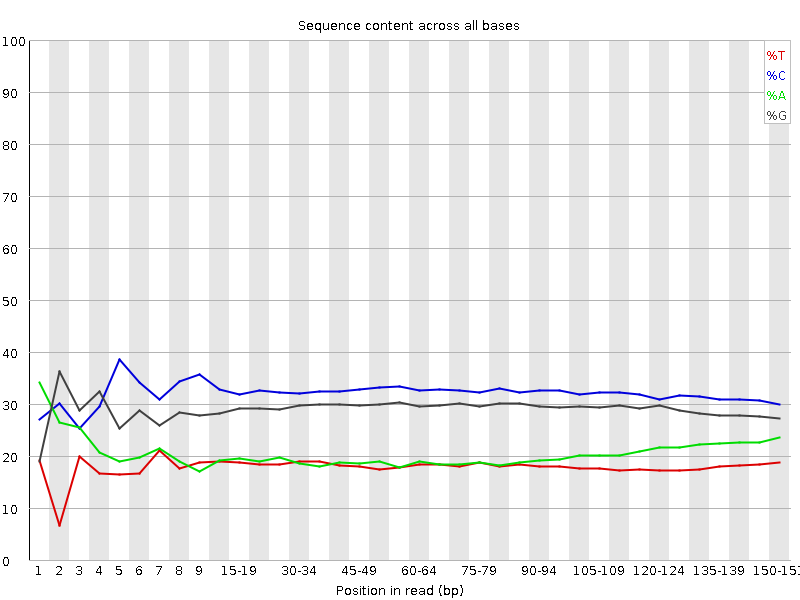 Sequence content across all bases
100
90
80
70
60
50
40
30
20
10
0
%T
%C
%A
%G
1 2 3 4 5 6 7 8 9 15-19 30-34 45-49 60-64 75-79 90-94 105-109 120-124 135-139 150-151
Position in read (bp)